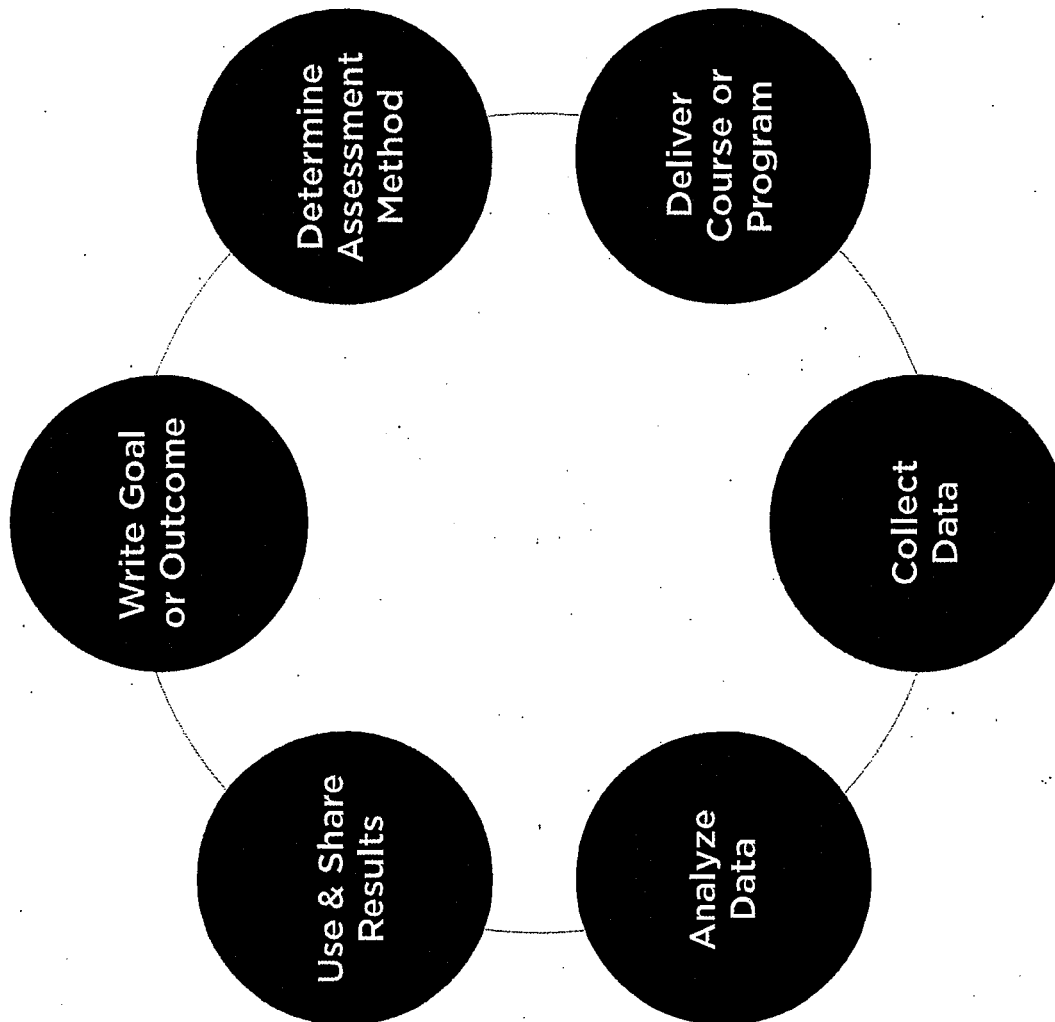 Write Goal
or Outcome
Determine
Assessment
Method
Deliver
Course or
Program
Collect
Data
Analyze
Data
Use & Share
Results